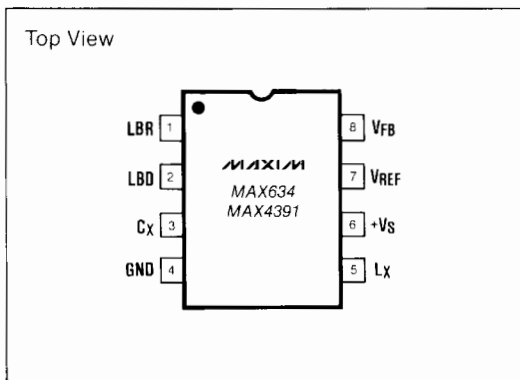 Top View
LBR 1
LBD 2
CX 3
GND 4
8 VFB
7 VREF
6 +VS
5 LX
MAXIM
MAX634
MAX4391